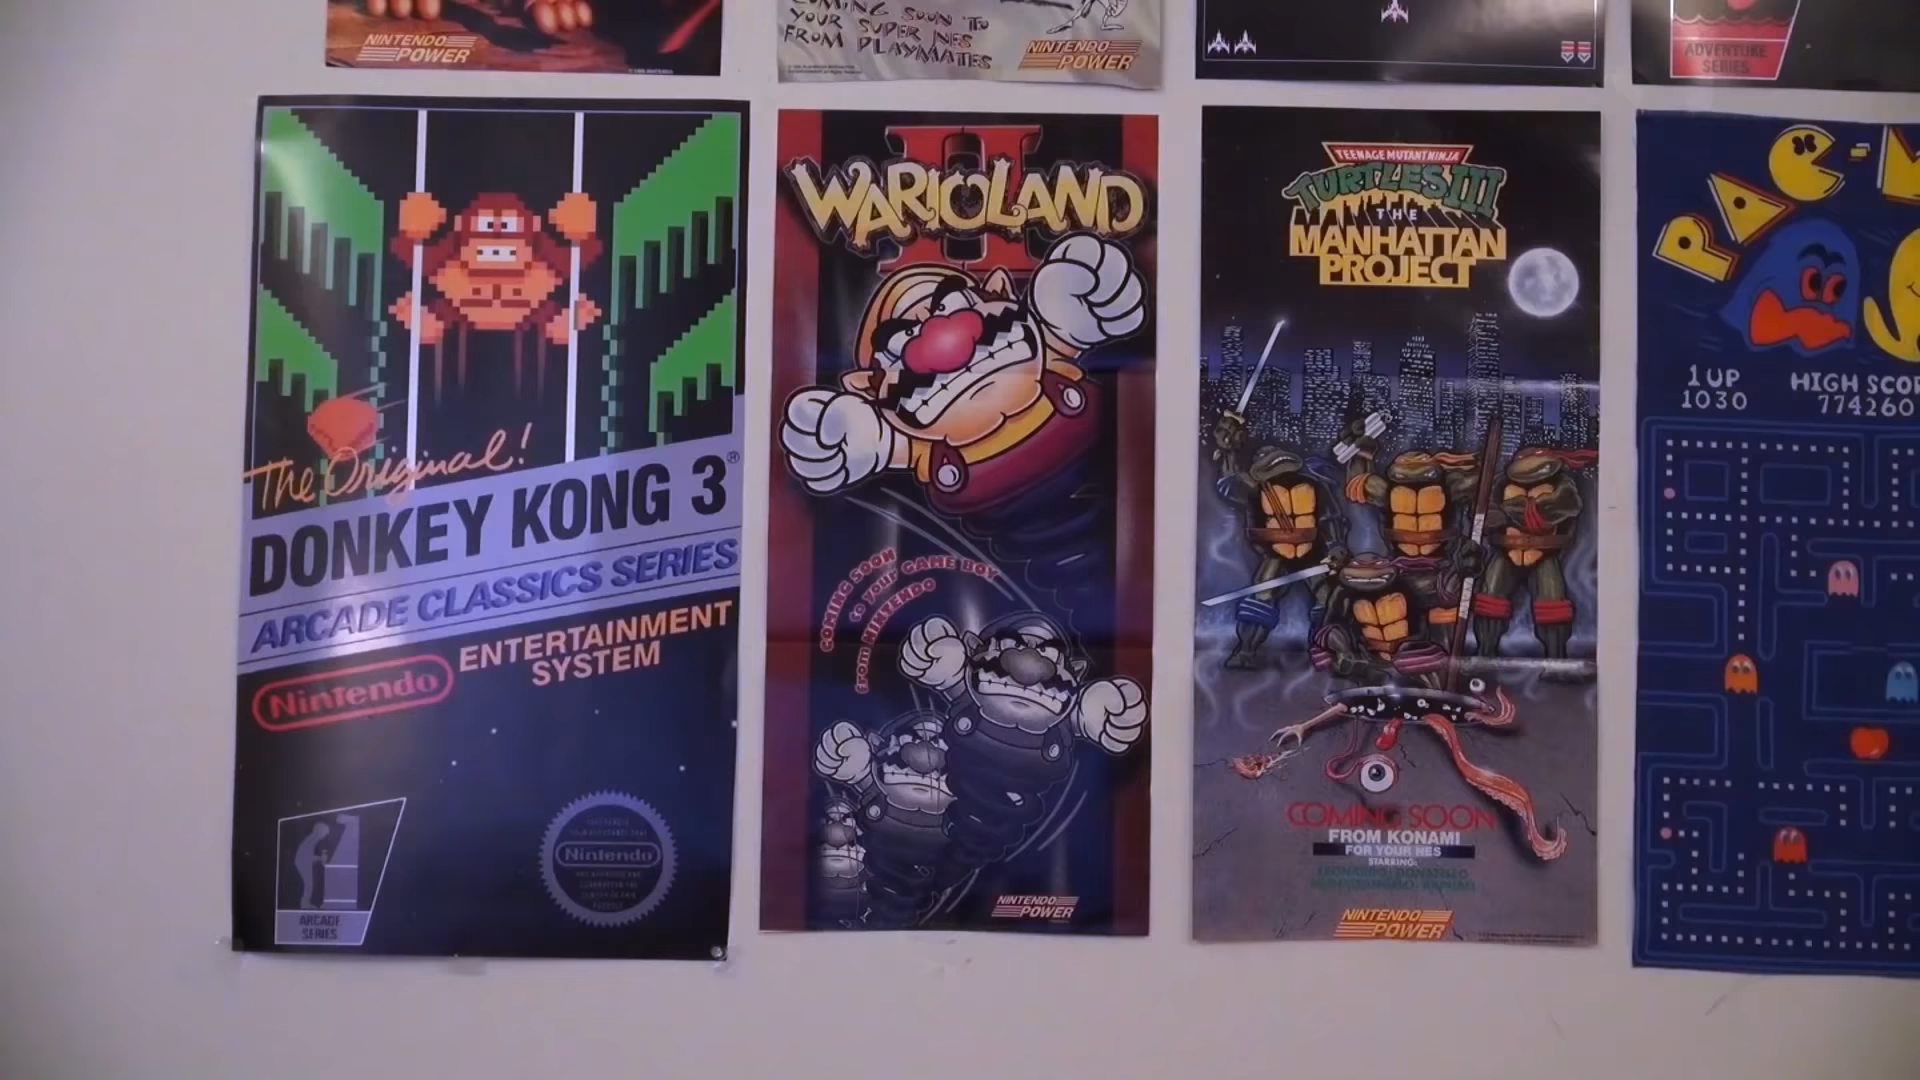 NINTENDO
POWER
COMING SOON TO
YOUR SUPER NES
FROM PLAYMATES
NINTENDO
POWER
ADVENTURE
SERIES
The Original!
DONKEY KONG 3®
ARCADE CLASSICS SERIES
Nintendo
ENTERTAINMENT
SYSTEM
ARCADE
SERIES
Nintendo
II
WARIOLAND
COMING SOON
to YOUR GAME BOY
from NINTENDO
NINTENDO
POWER
TEENAGE MUTANT NINJA
TURTLES III
THE
MANHATTAN
PROJECT
COMING SOON
FROM KONAMI
FOR YOUR NES
STARRING:
LEONARDO · DONATELLO
NINTENDO
POWER
PAC-M
1UP
1030
HIGH SCOR
774260